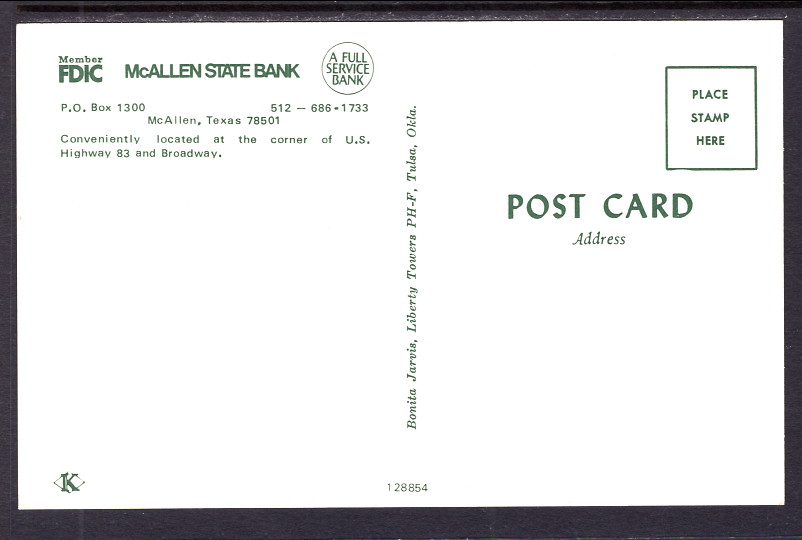 Member
FDIC
McALLEN STATE BANK
A FULL
SERVICE
BANK
P.O. Box 1300 512 — 686-1733
McAllen, Texas 78501
Conveniently located at the corner of U.S.
Highway 83 and Broadway.
Bonita Jarvis, Liberty Towers PH-F, Tulsa, Okla.
PLACE
STAMP
HERE
POST CARD
Address
K
128854